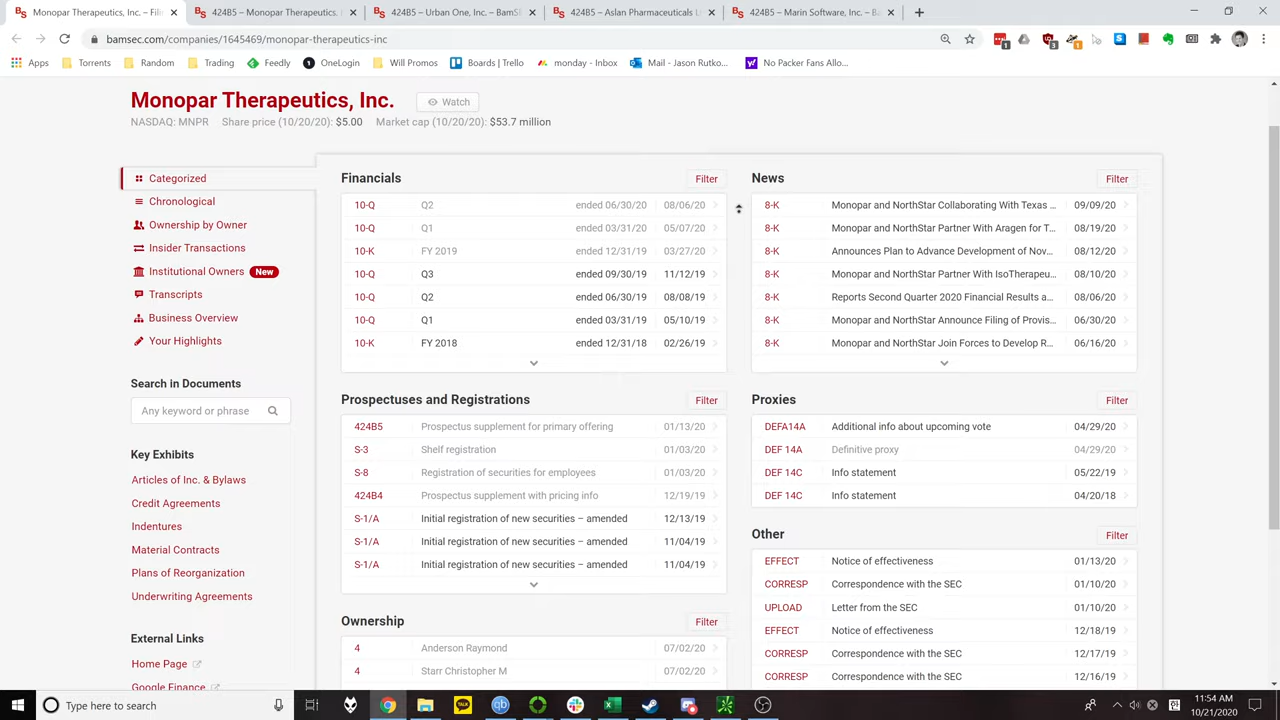 Monopar Therapeutics, Inc. – Fili
424B5 – Monopar Therapeutics, I
424B5 – Urban One, Inc. – BamSE
424B5 – Aslan Pharmaceuticals L
424B5 – Marin Software, Inc. – Ba
bamsec.com/companies/1645469/monopar-therapeutics-inc
Apps
Torrents
Random
Trading
Feedly
OneLogin
Will Promos
Boards | Trello
monday - Inbox
Mail - Jason Rutko...
No Packer Fans Allo...
Monopar Therapeutics, Inc.
Watch
NASDAQ: MNPR Share price (10/20/20): $5.00 Market cap (10/20/20): $53.7 million
Categorized
Chronological
Ownership by Owner
Insider Transactions
Institutional Owners New
Transcripts
Business Overview
Your Highlights
Search in Documents
Any keyword or phrase
Key Exhibits
Articles of Inc. & Bylaws
Credit Agreements
Indentures
Material Contracts
Plans of Reorganization
Underwriting Agreements
External Links
Home Page
Google Finance
Financials Filter
10-Q Q2 ended 06/30/20 08/06/20
10-Q Q1 ended 03/31/20 05/07/20
10-K FY 2019 ended 12/31/19 03/27/20
10-Q Q3 ended 09/30/19 11/12/19
10-Q Q2 ended 06/30/19 08/08/19
10-Q Q1 ended 03/31/19 05/10/19
10-K FY 2018 ended 12/31/18 02/26/19
Prospectuses and Registrations Filter
424B5 Prospectus supplement for primary offering 01/13/20
S-3 Shelf registration 01/03/20
S-8 Registration of securities for employees 01/03/20
424B4 Prospectus supplement with pricing info 12/19/19
S-1/A Initial registration of new securities – amended 12/13/19
S-1/A Initial registration of new securities – amended 11/04/19
S-1/A Initial registration of new securities – amended 11/04/19
Ownership Filter
4 Anderson Raymond 07/02/20
4 Starr Christopher M 07/02/20
News Filter
8-K Monopar and NorthStar Collaborating With Texas ... 09/09/20
8-K Monopar and NorthStar Partner With Aragen for T... 08/19/20
8-K Announces Plan to Advance Development of Nov... 08/12/20
8-K Monopar and NorthStar Partner With IsoTherapeu... 08/10/20
8-K Reports Second Quarter 2020 Financial Results a... 08/06/20
8-K Monopar and NorthStar Announce Filing of Provis... 06/30/20
8-K Monopar and NorthStar Join Forces to Develop R... 06/16/20
Proxies Filter
DEFA14A Additional info about upcoming vote 04/29/20
DEF 14A Definitive proxy 04/29/20
DEF 14C Info statement 05/22/19
DEF 14C Info statement 04/20/18
Other Filter
EFFECT Notice of effectiveness 01/13/20
CORRESP Correspondence with the SEC 01/10/20
UPLOAD Letter from the SEC 01/10/20
EFFECT Notice of effectiveness 12/18/19
CORRESP Correspondence with the SEC 12/17/19
CORRESP Correspondence with the SEC 12/16/19
Type here to search
TALK
qb
11:54 AM
10/21/2020